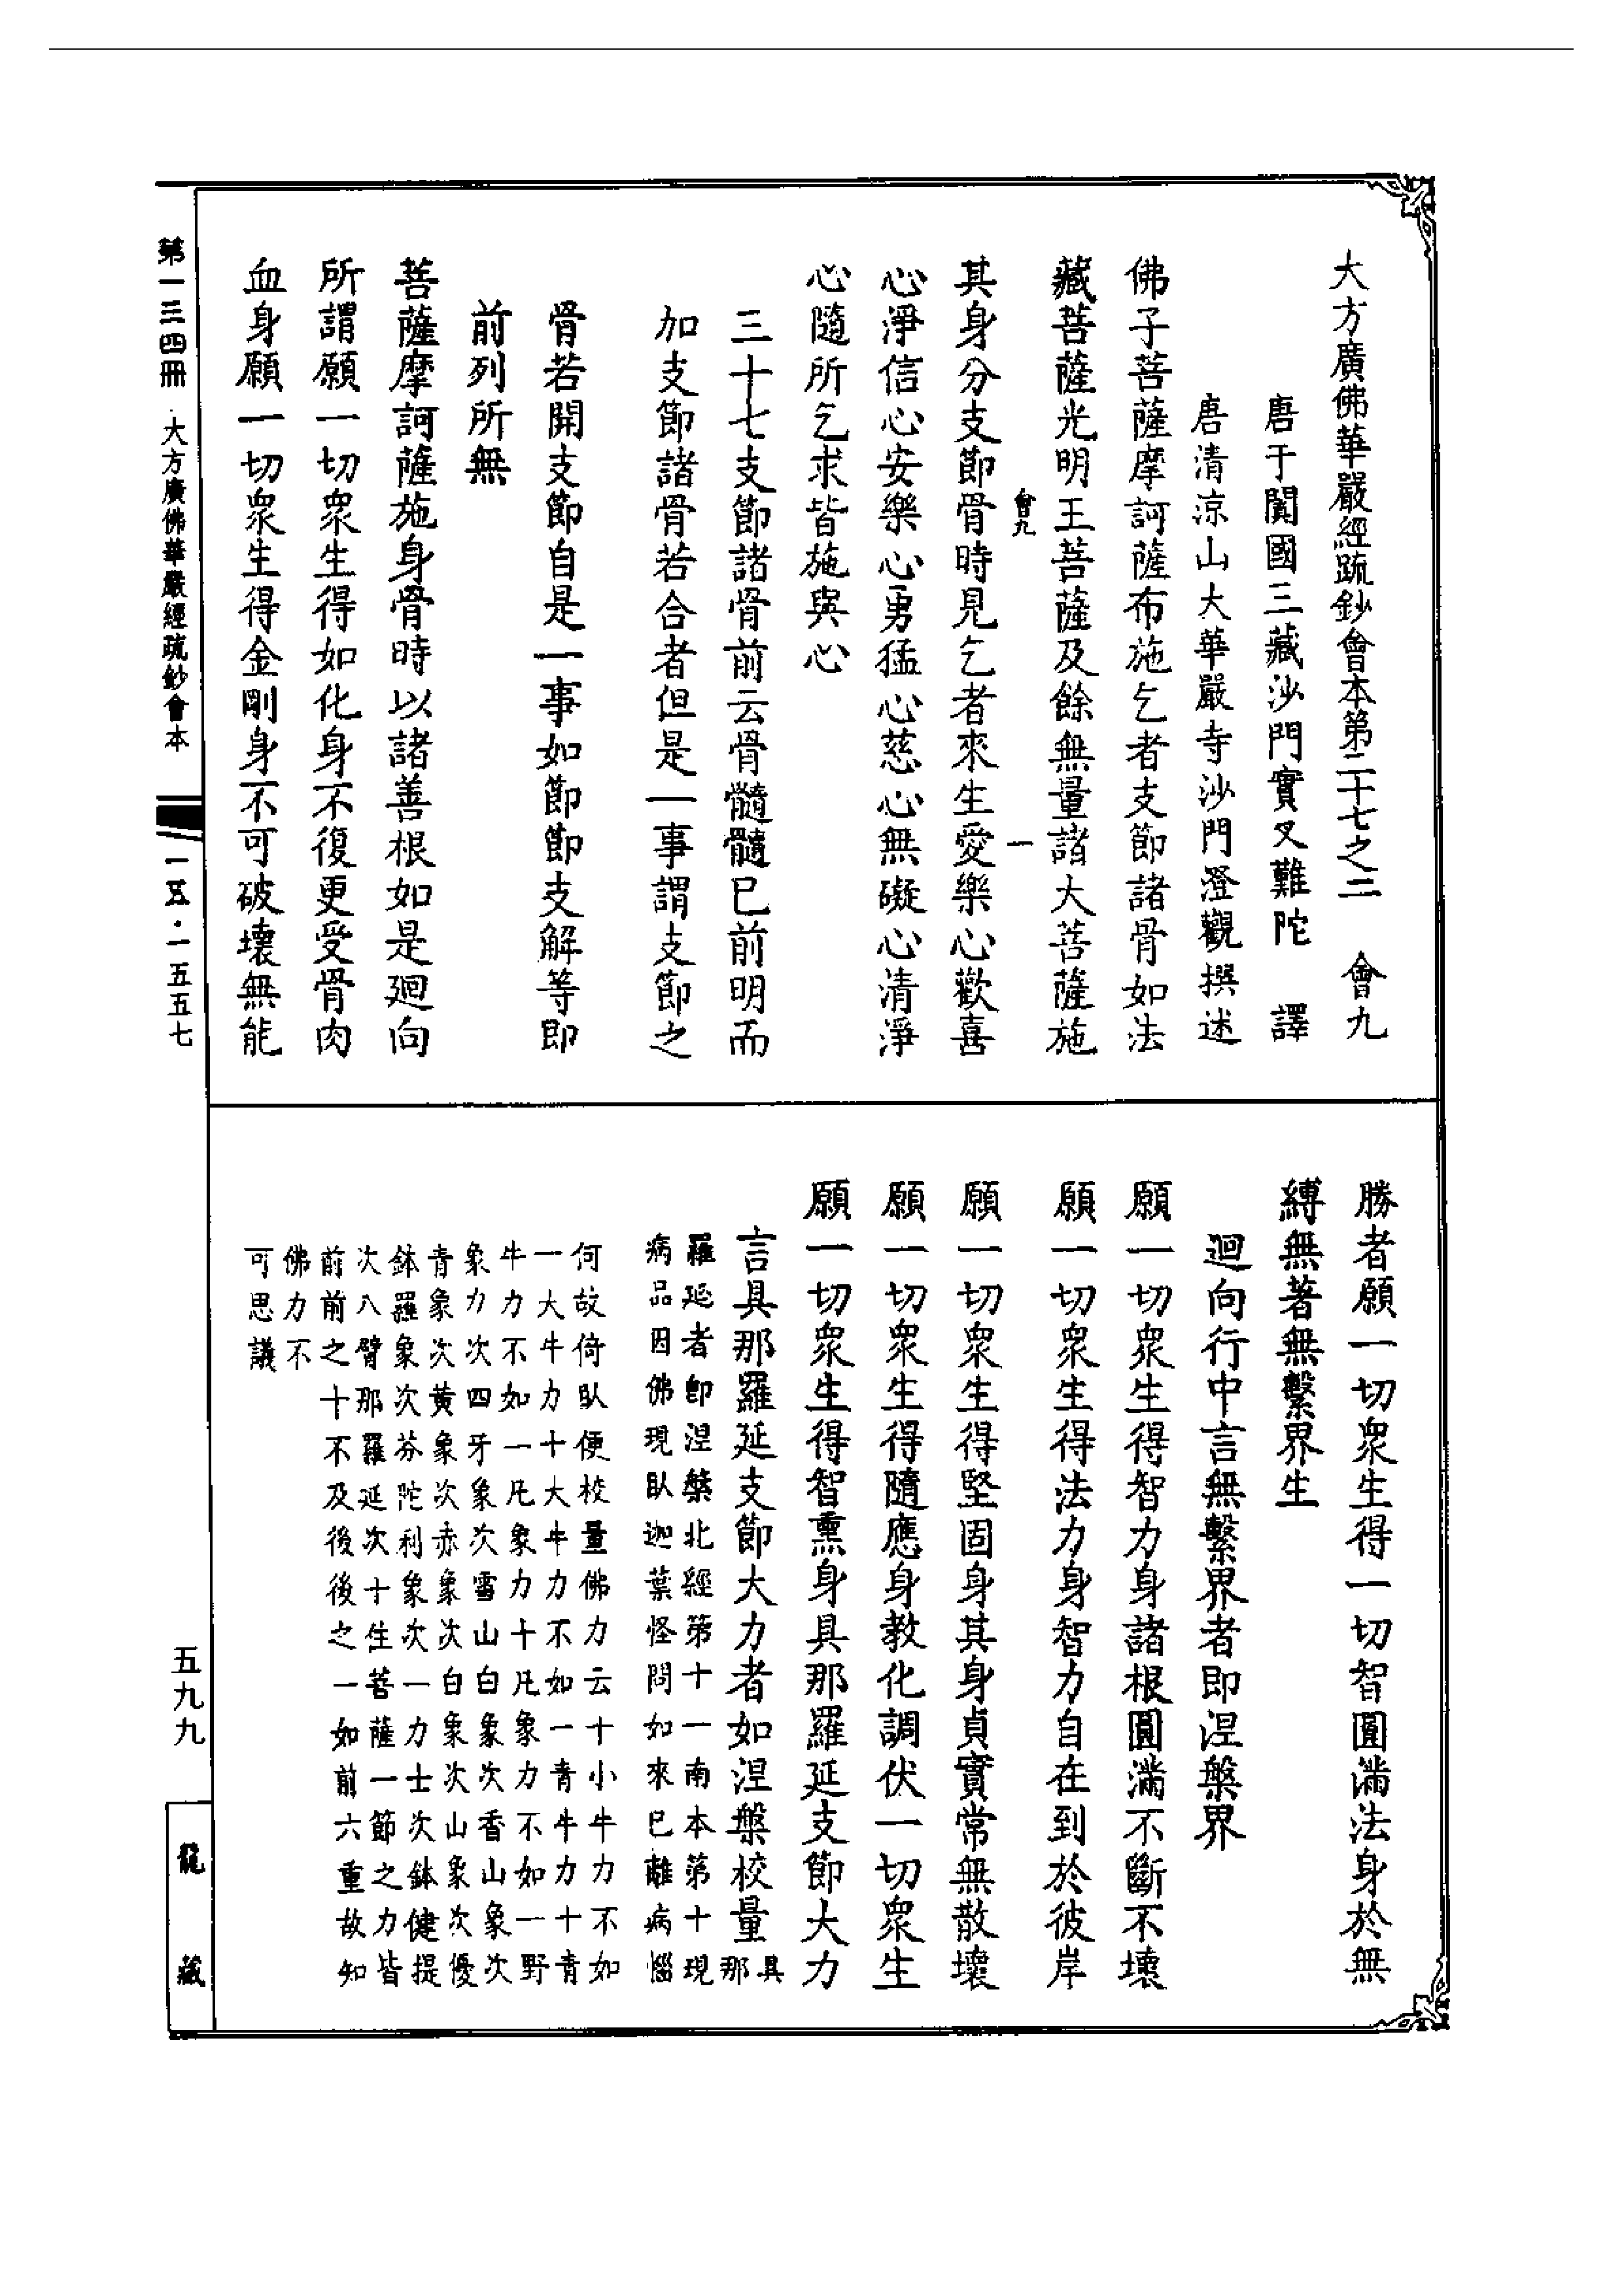 大方廣佛華嚴經疏鈔會本第二十七之二　會九
唐于闐國三藏沙門實叉難陀　譯
唐清涼山大華嚴寺沙門澄觀撰述
佛子菩薩摩訶薩布施乞者支節諸骨如法
藏菩薩光明王菩薩及餘無量諸大菩薩施
會九　一
其身分支節骨時見乞者來生愛樂心歡喜
心淨信心安樂心勇猛心慈心無礙心清淨
心隨所乞求皆施與心
三十七支節諸骨前云骨髓髓已前明而
加支節諸骨若合者但是一事謂支節之
骨若開支節自是一事如節節支解等即
前列所無
菩薩摩訶薩施身骨時以諸善根如是迴向
所謂願一切眾生得如化身不復更受骨肉
血身願一切眾生得金剛身不可破壞無能
勝者願一切眾生得一切智圓滿法身於無
縛無著無繫界生
迴向行中言無繫界者即涅槃界
願一切眾生得智力身諸根圓滿不斷不壞
願一切眾生得法力身智力自在到於彼岸
願一切眾生得堅固身其身貞實常無散壞
願一切眾生得隨應身教化調伏一切眾生
願一切眾生得智熏身具那羅延支節大力
言具那羅延支節大力者如涅槃校量具
那
羅延者即涅槃北經第十一南本第十現
病品因佛現臥迦葉怪問如來已離病惱
何故倚臥便校量佛力云十小牛力不如
一大牛力十大牛力不如一青牛力十青
牛力不如一凡象力十凡象力不如一野
象力次四牙象次雪山白象次香山象次
青象次黃象次赤象次白象次山象次優
鉢羅象次芬陀利象次一力士次鉢健提
次八臂那羅延次十住菩薩一節之力皆
前前之十不及後後之一如前六重故知
佛力不
可思議
第一三四冊　大方廣佛華嚴經疏鈔會本
一五五七
五九九
龍藏